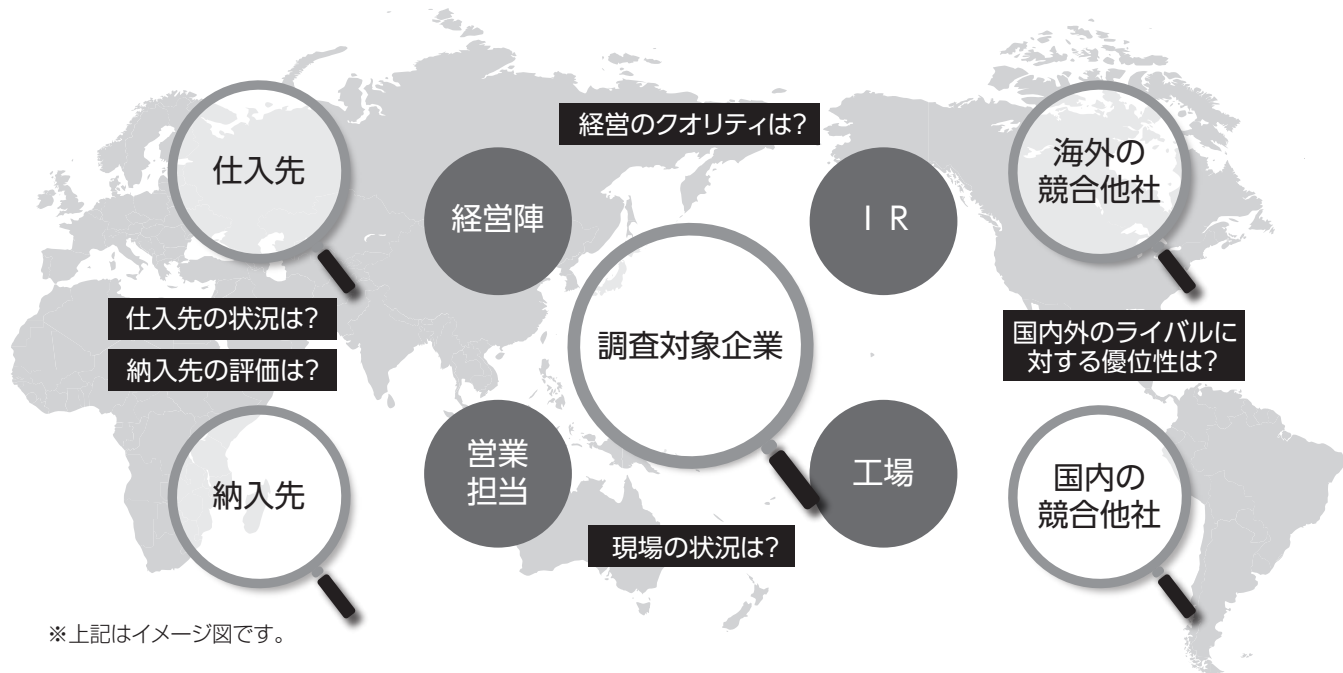 経営のクオリティは?
仕入先
経営陣
I R
海外の
競合他社
仕入先の状況は?
納入先の評価は?
調査対象企業
国内外のライバルに
対する優位性は?
納入先
営業
担当
工場
国内の
競合他社
現場の状況は?
※上記はイメージ図です。